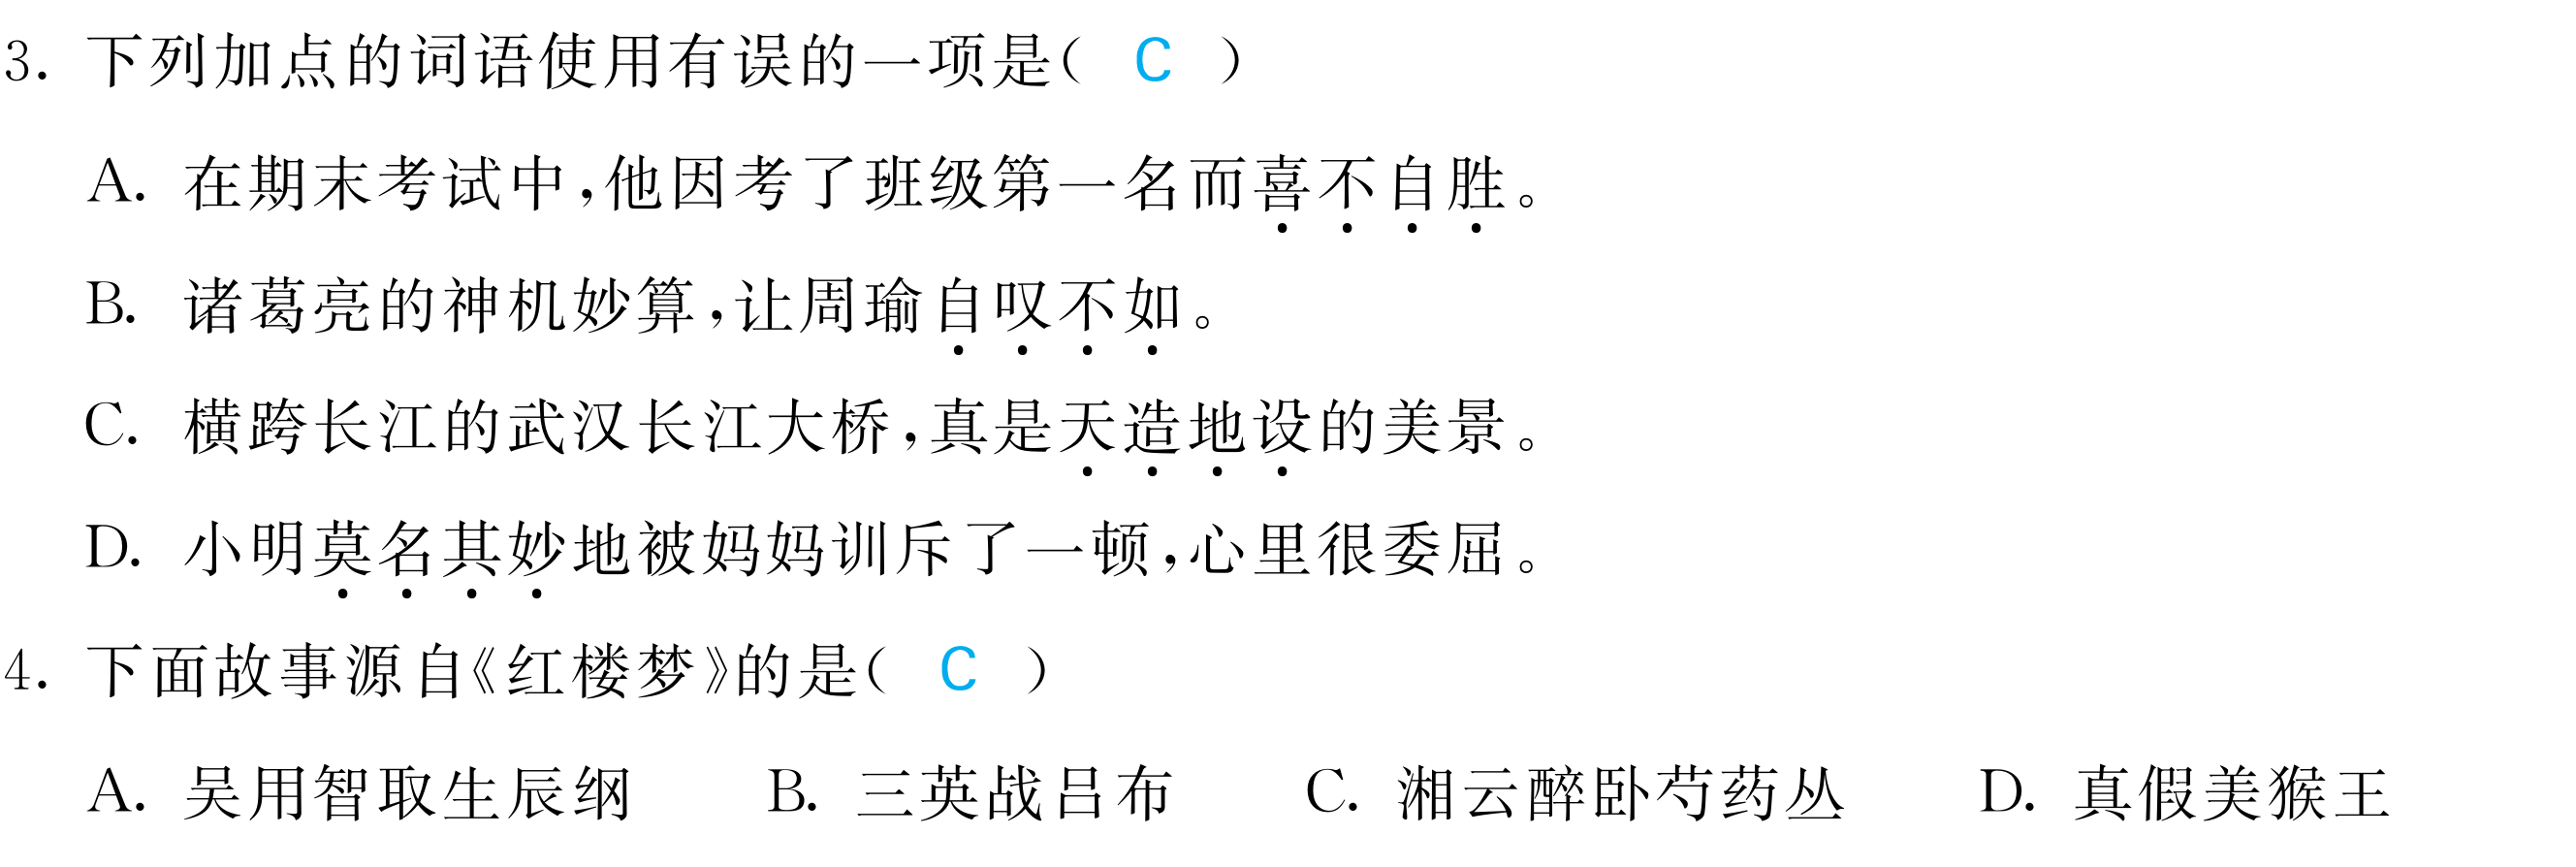 3. 下列加点的词语使用有误的一项是( C )
A. 在期末考试中,他因考了班级第一名而喜不自胜。
B. 诸葛亮的神机妙算,让周瑜自叹不如。
C. 横跨长江的武汉长江大桥,真是天造地设的美景。
D. 小明莫名其妙地被妈妈训斥了一顿,心里很委屈。
4. 下面故事源自《红楼梦》的是( C )
A. 吴用智取生辰纲 B. 三英战吕布 C. 湘云醉卧芍药丛 D. 真假美猴王